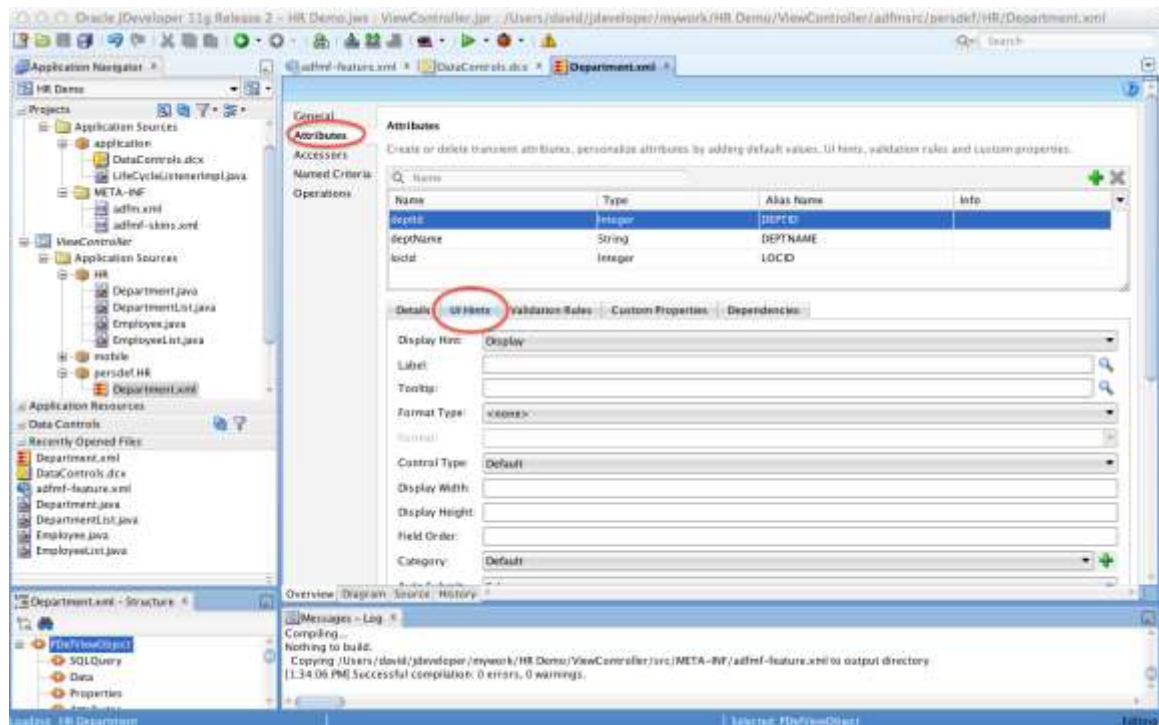 Oracle JDeveloper 11g Release 2 - HR Demo.jws : ViewController.jpr : /Users/david/jdeveloper/mywork/HR Demo/ViewController/adfmsrc/persdef/HR/Department.xml
Search
Application Navigator
adfmf-feature.xml
DataControls.dcx
Department.xml
HR Demo
Projects
Application Sources
application
DataControls.dcx
LifeCycleListenerImpl.java
META-INF
adfm.xml
adfmf-skins.xml
ViewController
Application Sources
HR
Department.java
DepartmentList.java
Employee.java
EmployeeList.java
mobile
persdef.HR
Department.xml
Application Resources
Data Controls
Recently Opened Files
Department.xml
DataControls.dcx
adfmf-feature.xml
Department.java
DepartmentList.java
Employee.java
EmployeeList.java
General
Attributes
Accessors
Named Criteria
Operations
Attributes
Create or delete transient attributes, personalize attributes by adding default values, UI hints, validation rules and custom properties.
Name
Name Type Alias Name Info
deptId Integer DEPTID
deptName String DEPTNAME
locId Integer LOCID
Details UI Hints Validation Rules Custom Properties Dependencies
Display Hint: Display
Label:
Tooltip:
Format Type: <none>
Format:
Control Type: Default
Display Width:
Display Height:
Field Order:
Category: Default
Overview Diagram Source History
Department.xml - Structure
PDefViewObject
SQLQuery
Data
Properties
Messages - Log
Compiling...
Nothing to build.
Copying /Users/david/jdeveloper/mywork/HR Demo/ViewController/src/META-INF/adfmf-feature.xml to output directory
[1:34:06 PM] Successful compilation: 0 errors, 0 warnings.
Loading: HR.Department
Selected: PDefViewObject
Editing